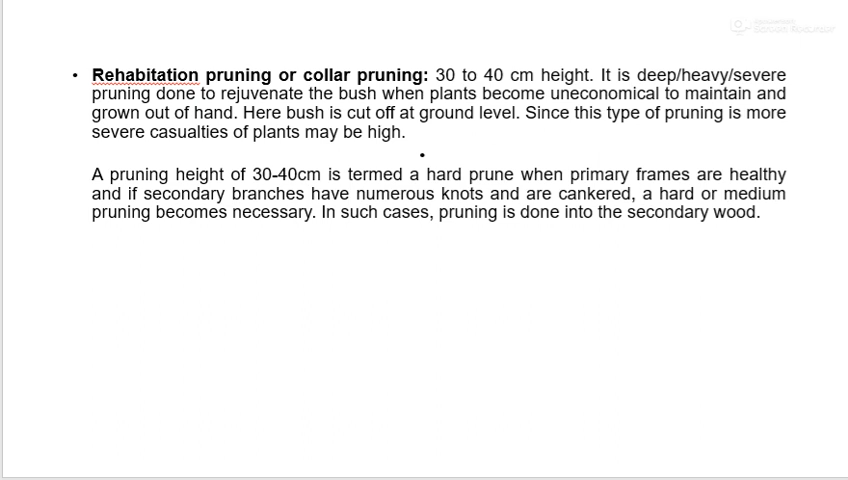 Screen Recorder
• Rehabitation pruning or collar pruning: 30 to 40 cm height. It is deep/heavy/severe
pruning done to rejuvenate the bush when plants become uneconomical to maintain and
grown out of hand. Here bush is cut off at ground level. Since this type of pruning is more
severe casualties of plants may be high.
•
A pruning height of 30-40cm is termed a hard prune when primary frames are healthy
and if secondary branches have numerous knots and are cankered, a hard or medium
pruning becomes necessary. In such cases, pruning is done into the secondary wood.